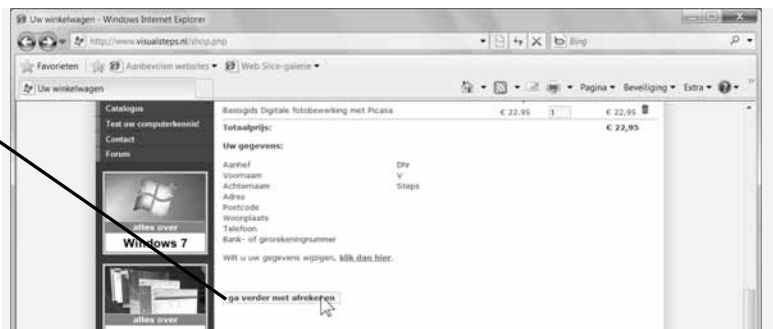 Uw winkelwagen - Windows Internet Explorer
http://www.visualsteps.nl/shop.php
Bing
Favorieten Aanbevolen websites Web Slice-galerie
Uw winkelwagen
Pagina Beveiliging Extra
Catalogus
Test uw computerkennis!
Contact
Forum
Basisgids Digitale fotobewerking met Picasa € 22.95 1 € 22,95
Totaalprijs: € 22,95
Uw gegevens:
Aanhef Dhr
Voornaam V
Achternaam Steps
Adres
Postcode
Woonplaats
Telefoon
Bank- of girorekeningnummer
Wilt u uw gegevens wijzigen, klik dan hier.
alles over
Windows 7
ga verder met afrekenen
alles over